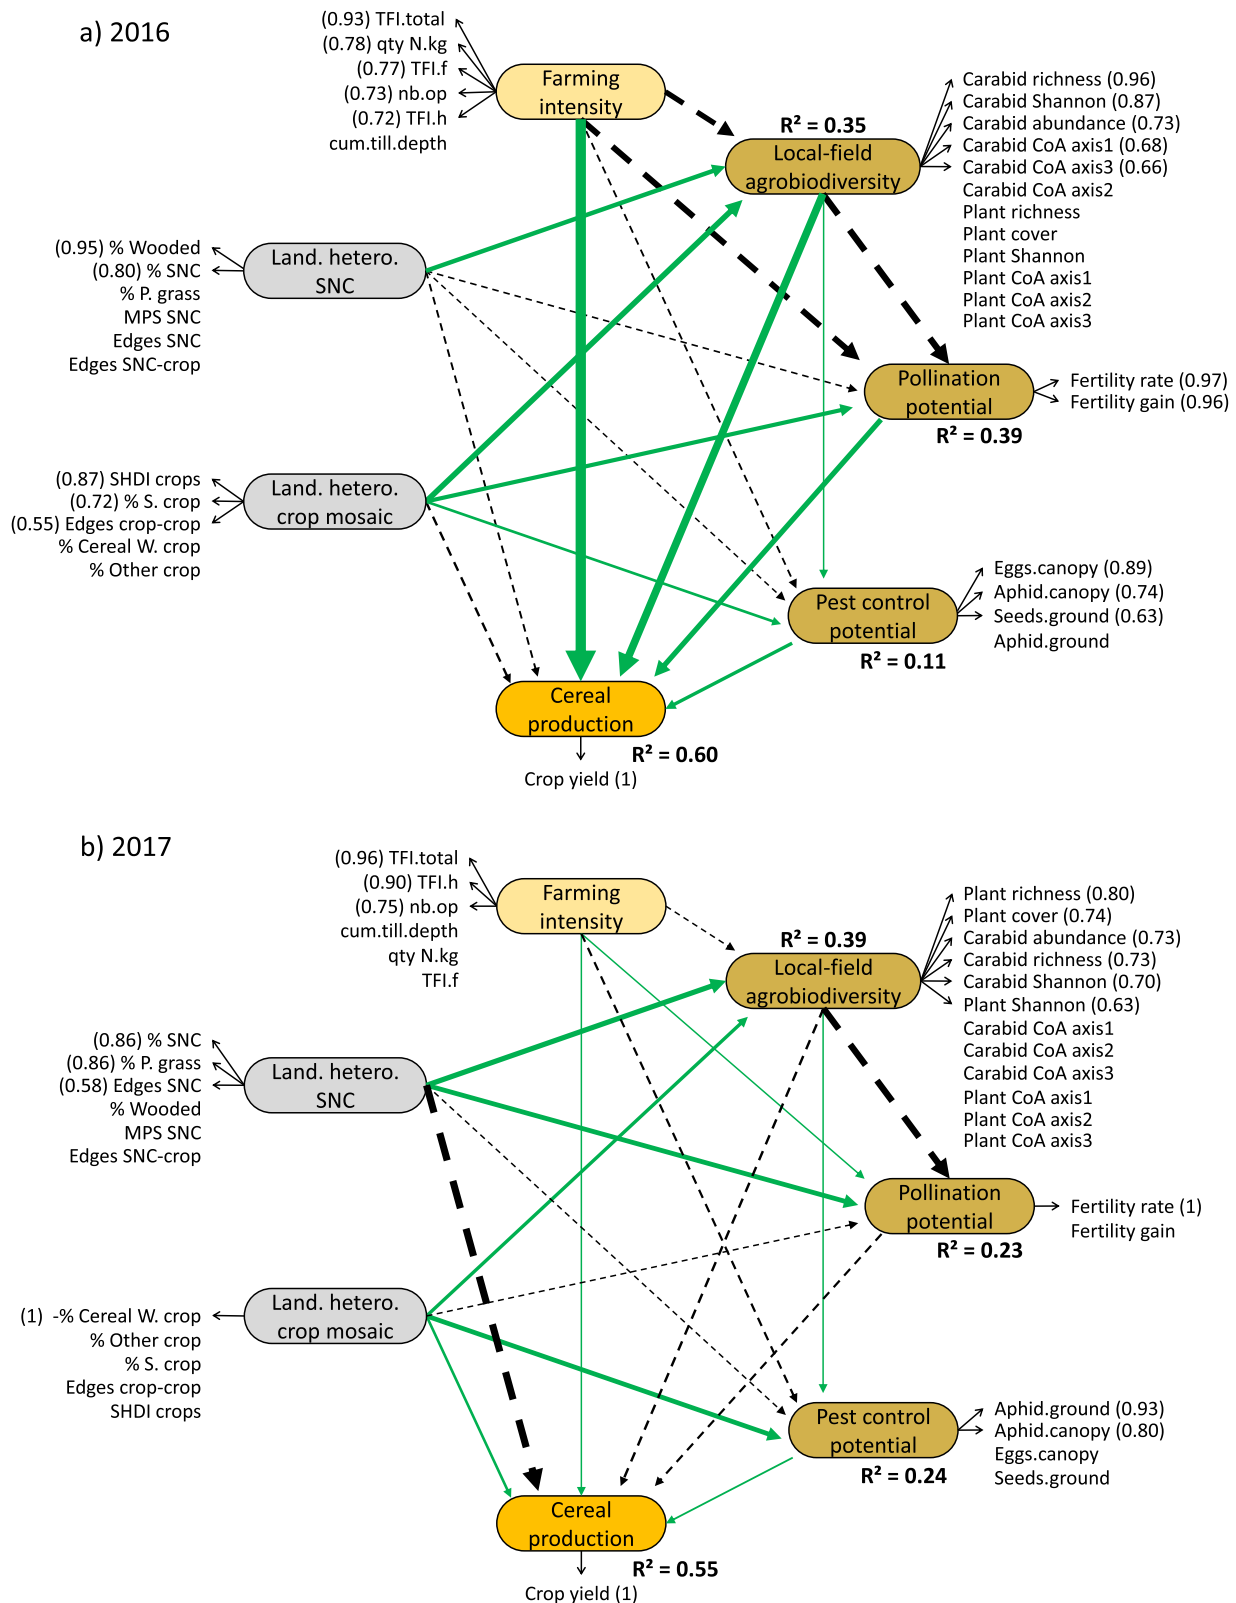 a) 2016
(0.93) TFI.total
(0.78) qty N.kg
(0.77) TFI.f
(0.73) nb.op
(0.72) TFI.h
cum.till.depth
Farming
intensity
R² = 0.35
Local-field
agrobiodiversity
Carabid richness (0.96)
Carabid Shannon (0.87)
Carabid abundance (0.73)
Carabid CoA axis1 (0.68)
Carabid CoA axis3 (0.66)
Carabid CoA axis2
Plant richness
Plant cover
Plant Shannon
Plant CoA axis1
Plant CoA axis2
Plant CoA axis3
(0.95) % Wooded
(0.80) % SNC
% P. grass
MPS SNC
Edges SNC
Edges SNC-crop
Land. hetero.
SNC
Pollination
potential
R² = 0.39
Fertility rate (0.97)
Fertility gain (0.96)
(0.87) SHDI crops
(0.72) % S. crop
(0.55) Edges crop-crop
% Cereal W. crop
% Other crop
Land. hetero.
crop mosaic
Pest control
potential
R² = 0.11
Eggs.canopy (0.89)
Aphid.canopy (0.74)
Seeds.ground (0.63)
Aphid.ground
Cereal
production
R² = 0.60
Crop yield (1)
b) 2017
(0.96) TFI.total
(0.90) TFI.h
(0.75) nb.op
cum.till.depth
qty N.kg
TFI.f
Farming
intensity
R² = 0.39
Local-field
agrobiodiversity
Plant richness (0.80)
Plant cover (0.74)
Carabid abundance (0.73)
Carabid richness (0.73)
Carabid Shannon (0.70)
Plant Shannon (0.63)
Carabid CoA axis1
Carabid CoA axis2
Carabid CoA axis3
Plant CoA axis1
Plant CoA axis2
Plant CoA axis3
(0.86) % SNC
(0.86) % P. grass
(0.58) Edges SNC
% Wooded
MPS SNC
Edges SNC-crop
Land. hetero.
SNC
Pollination
potential
R² = 0.23
Fertility rate (1)
Fertility gain
(1) -% Cereal W. crop
% Other crop
% S. crop
Edges crop-crop
SHDI crops
Land. hetero.
crop mosaic
Pest control
potential
R² = 0.24
Aphid.ground (0.93)
Aphid.canopy (0.80)
Eggs.canopy
Seeds.ground
Cereal
production
R² = 0.55
Crop yield (1)